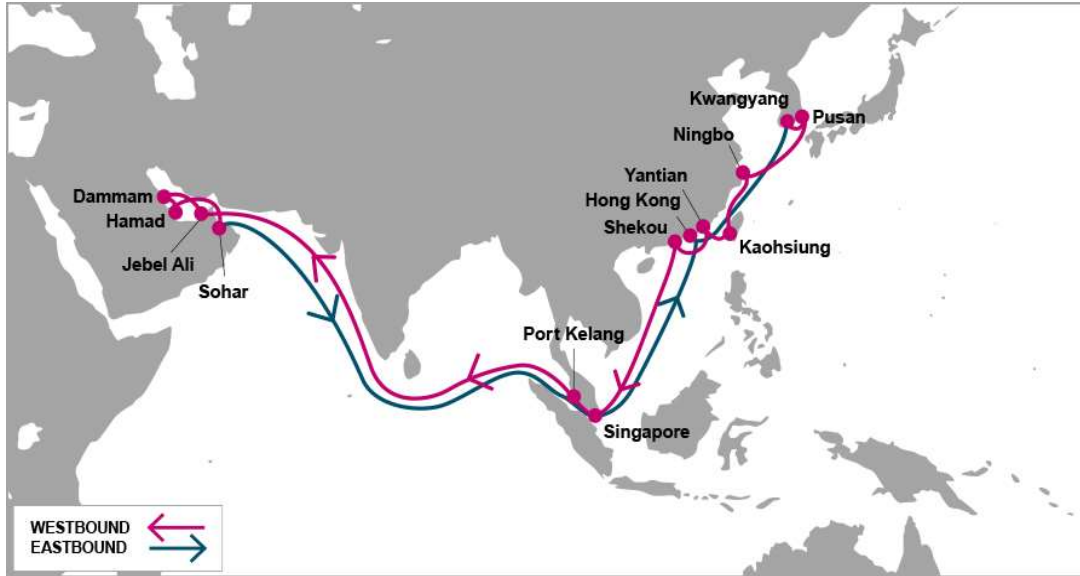 Kwangyang
Pusan
Ningbo
Yantian
Hong Kong
Shekou
Kaohsiung
Dammam
Hamad
Jebel Ali
Sohar
Port Kelang
Singapore
WESTBOUND
EASTBOUND